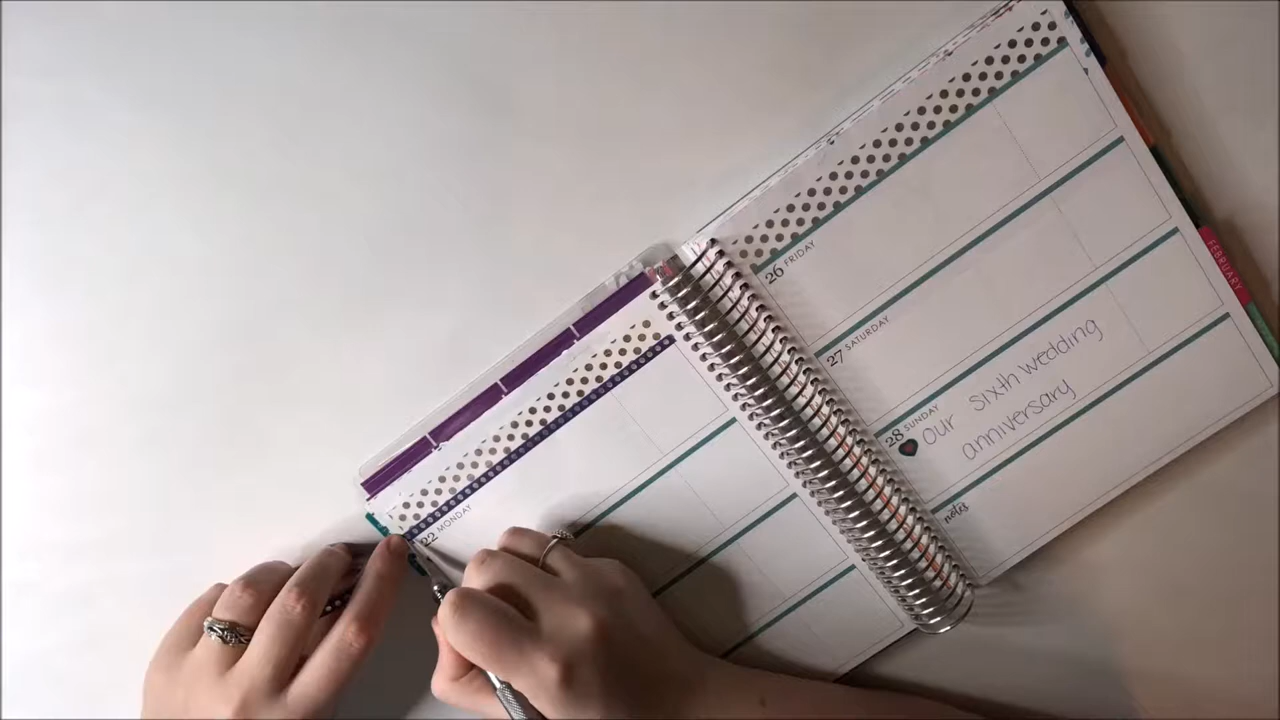 22 MONDAY
26 FRIDAY
27 SATURDAY
28 SUNDAY
our sixth wedding
anniversary
notes
FEBRUARY